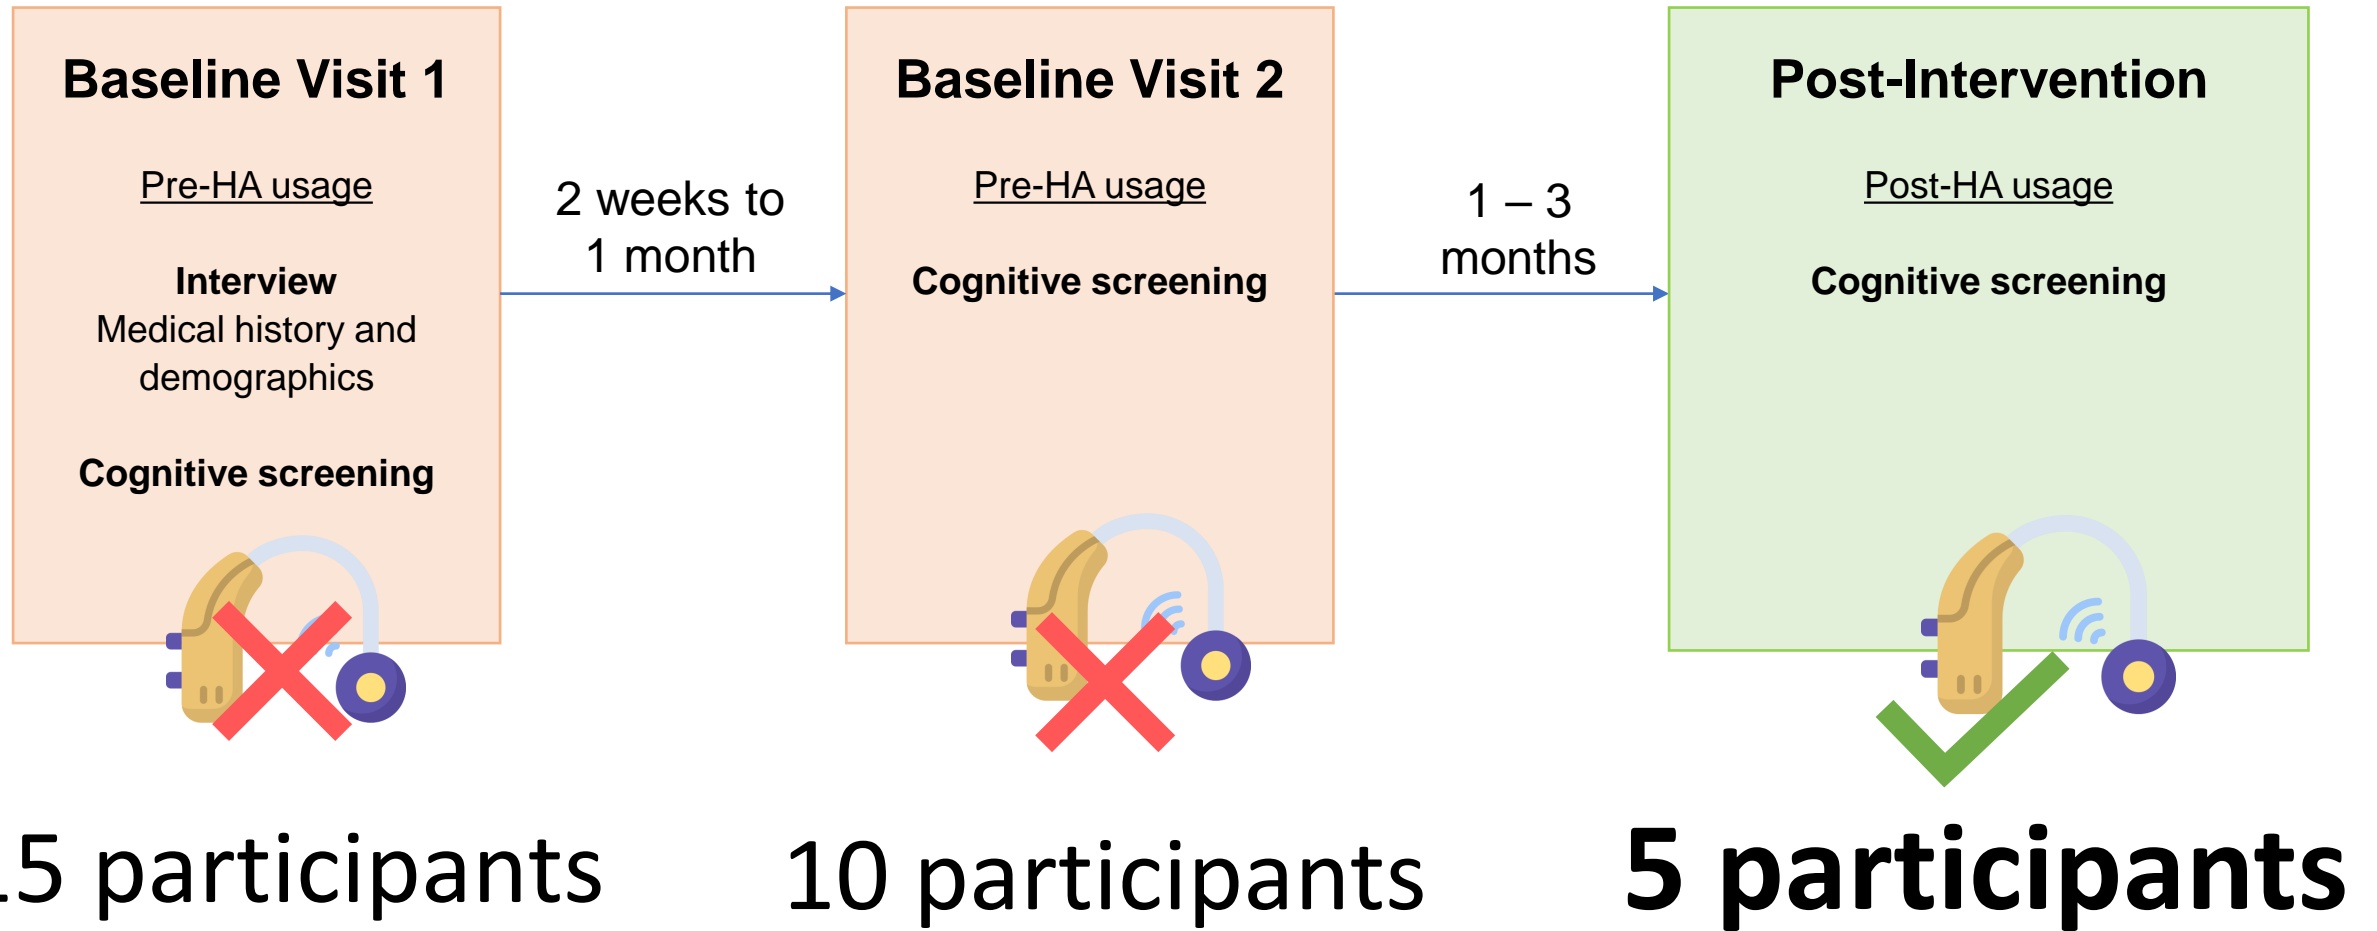 Baseline Visit 1
Pre-HA usage
Interview
Medical history and
demographics
Cognitive screening
2 weeks to
1 month
Baseline Visit 2
Pre-HA usage
Cognitive screening
1 – 3
months
Post-Intervention
Post-HA usage
Cognitive screening
15 participants
10 participants
5 participants